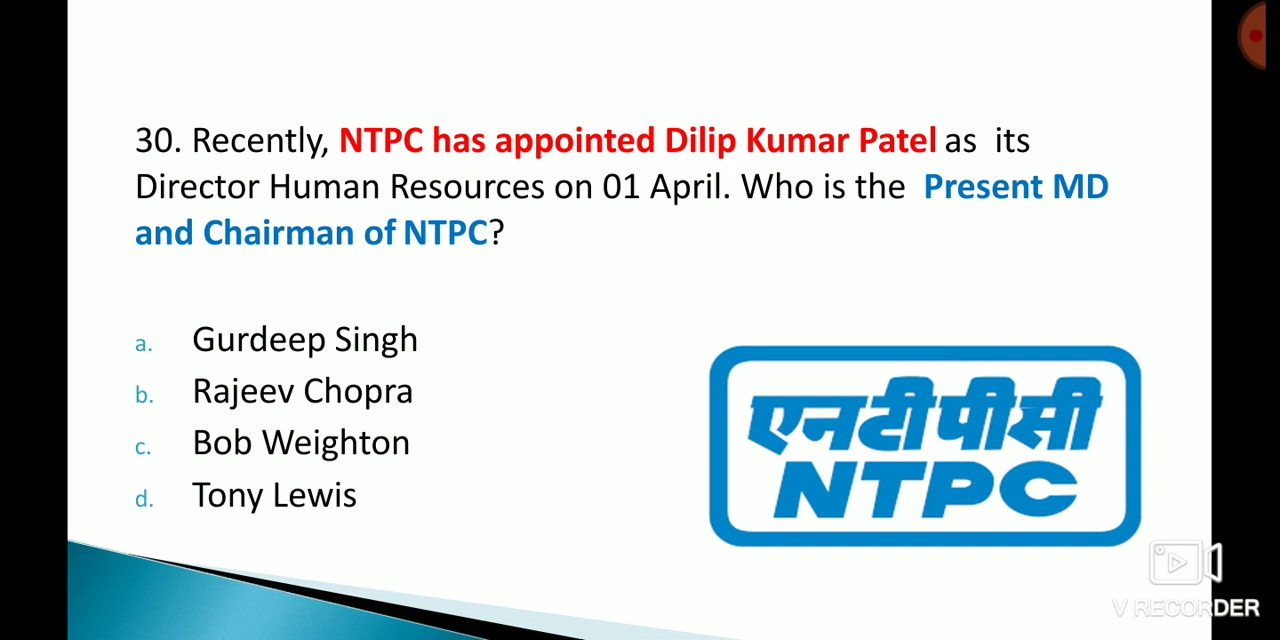 30. Recently, NTPC has appointed Dilip Kumar Patel as its
Director Human Resources on 01 April. Who is the Present MD
and Chairman of NTPC?
a. Gurdeep Singh
b. Rajeev Chopra
c. Bob Weighton
d. Tony Lewis
एनटीपीसी
NTPC
V RECORDER